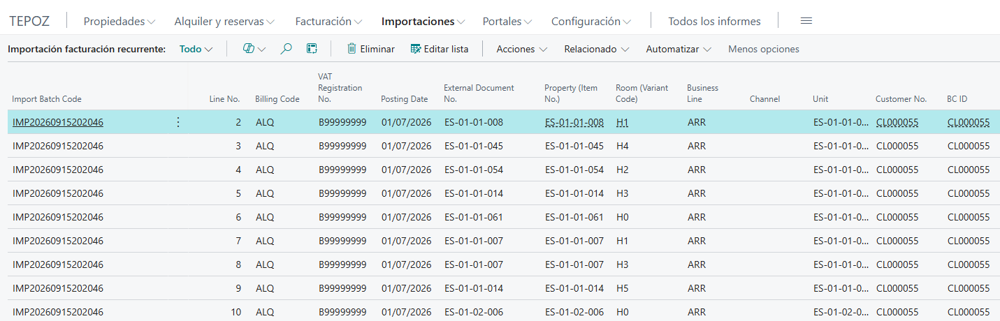 TEPOZ Propiedades Alquiler y reservas Facturación Importaciones Portales Configuración Todos los informes
Importación facturación recurrente: Todo Eliminar Editar lista Acciones Relacionado Automatizar Menos opciones
Import Batch Code Line No. Billing Code VAT Registration No. Posting Date External Document No. Property (Item No.) Room (Variant Code) Business Line Channel Unit Customer No. BC ID
IMP20260915202046 2 ALQ B99999999 01/07/2026 ES-01-01-008 ES-01-01-008 H1 ARR ES-01-01-0... CL000055 CL000055
IMP20260915202046 3 ALQ B99999999 01/07/2026 ES-01-01-045 ES-01-01-045 H4 ARR ES-01-01-0... CL000055 CL000055
IMP20260915202046 4 ALQ B99999999 01/07/2026 ES-01-01-054 ES-01-01-054 H2 ARR ES-01-01-0... CL000055 CL000055
IMP20260915202046 5 ALQ B99999999 01/07/2026 ES-01-01-014 ES-01-01-014 H3 ARR ES-01-01-0... CL000055 CL000055
IMP20260915202046 6 ALQ B99999999 01/07/2026 ES-01-01-061 ES-01-01-061 H0 ARR ES-01-01-0... CL000055 CL000055
IMP20260915202046 7 ALQ B99999999 01/07/2026 ES-01-01-007 ES-01-01-007 H1 ARR ES-01-01-0... CL000055 CL000055
IMP20260915202046 8 ALQ B99999999 01/07/2026 ES-01-01-007 ES-01-01-007 H3 ARR ES-01-01-0... CL000055 CL000055
IMP20260915202046 9 ALQ B99999999 01/07/2026 ES-01-01-014 ES-01-01-014 H5 ARR ES-01-01-0... CL000055 CL000055
IMP20260915202046 10 ALQ B99999999 01/07/2026 ES-01-02-006 ES-01-02-006 H0 ARR ES-01-02-0... CL000055 CL000055